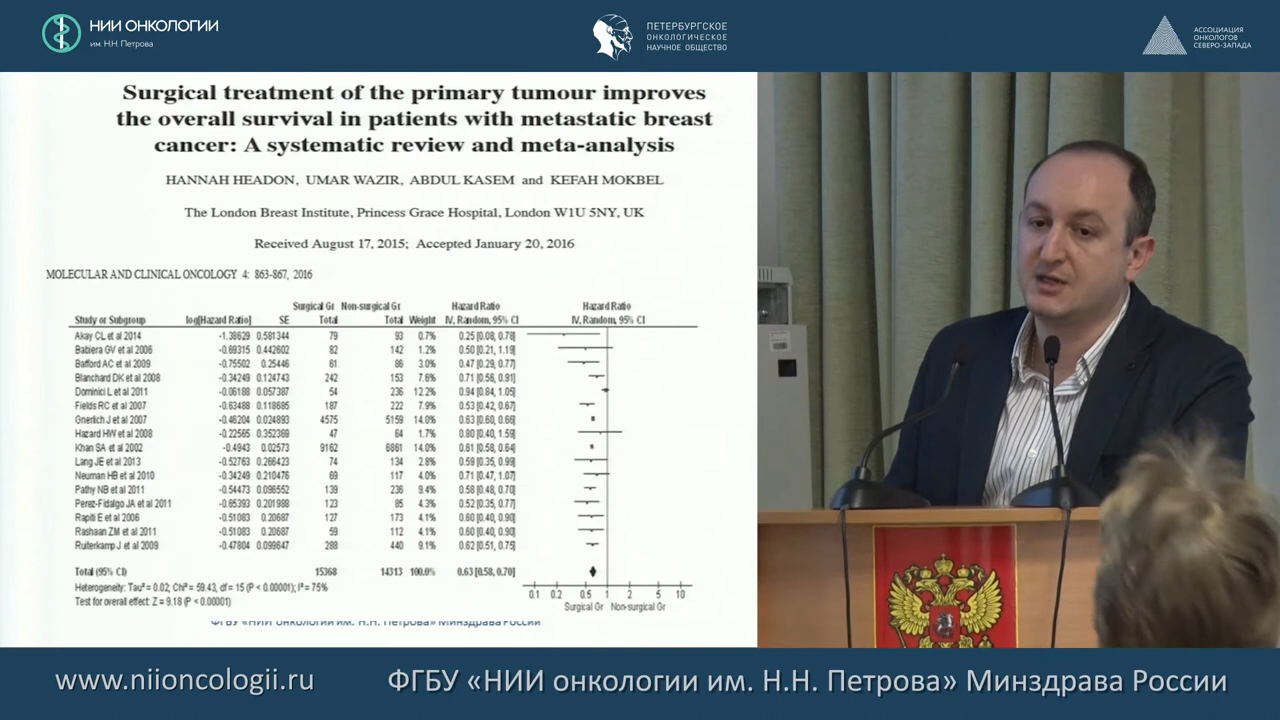 НИИ ОНКОЛОГИИ
им. Н.Н. Петрова
ПЕТЕРБУРГСКОЕ
ОНКОЛОГИЧЕСКОЕ
НАУЧНОЕ ОБЩЕСТВО
АССОЦИАЦИЯ
ОНКОЛОГОВ
СЕВЕРО-ЗАПАДА
Surgical treatment of the primary tumour improves
the overall survival in patients with metastatic breast
cancer: A systematic review and meta-analysis
HANNAH HEADON, UMAR WAZIR, ABDUL KASEM and KEFAH MOKBEL
The London Breast Institute, Princess Grace Hospital, London W1U 5NY, UK
Received August 17, 2015; Accepted January 20, 2016
MOLECULAR AND CLINICAL ONCOLOGY 4: 863-867, 2016
Surgical Gr Non-surgical Gr Hazard Ratio Hazard Ratio
Study or Subgroup log[Hazard Ratio] SE Total Total Weight IV, Random, 95% CI IV, Random, 95% CI
Akay CL et al 2014 -1.38629 0.581344 79 93 0.7% 0.25 [0.08, 0.78]
Babiera GV et al 2006 -0.69315 0.442602 82 142 1.2% 0.50 [0.21, 1.19]
Bafford AC et al 2009 -0.75502 0.25446 61 86 3.0% 0.47 [0.29, 0.77]
Blanchard DK et al 2008 -0.34249 0.124743 242 153 7.6% 0.71 [0.56, 0.91]
Dominici L et al 2011 -0.06188 0.057387 54 236 12.2% 0.94 [0.84, 1.05]
Fields RC et al 2007 -0.63488 0.118685 187 222 7.9% 0.53 [0.42, 0.67]
Gnerlich J et al 2007 -0.46204 0.024893 4575 5159 14.0% 0.63 [0.60, 0.66]
Hazard HW et al 2008 -0.22565 0.352369 47 64 1.7% 0.80 [0.40, 1.59]
Khan SA et al 2002 -0.4943 0.02573 9162 6861 14.0% 0.61 [0.58, 0.64]
Lang JE et al 2013 -0.52763 0.266423 74 134 2.8% 0.59 [0.35, 0.99]
Neuman HB et al 2010 -0.34249 0.210476 69 117 4.0% 0.71 [0.47, 1.07]
Pathy NB et al 2011 -0.54473 0.096552 139 236 9.4% 0.58 [0.48, 0.70]
Perez-Fidalgo JA et al 2011 -0.65393 0.201988 123 85 4.3% 0.52 [0.35, 0.77]
Rapiti E et al 2006 -0.51083 0.20687 127 173 4.1% 0.60 [0.40, 0.90]
Rashaan ZM et al 2011 -0.51083 0.20687 59 112 4.1% 0.60 [0.40, 0.90]
Ruiterkamp J et al 2009 -0.47804 0.099647 288 440 9.1% 0.62 [0.51, 0.75]
Total (95% CI) 15368 14313 100.0% 0.63 [0.58, 0.70]
Heterogeneity: Tau² = 0.02; Chi² = 59.43, df = 15 (P < 0.00001); I² = 75%
Test for overall effect: Z = 9.18 (P < 0.00001)
0.1 0.2 0.5 1 2 5 10
Surgical Gr Non-surgical Gr
ФГБУ «НИИ онкологии им. Н.Н. Петрова» Минздрава России
www.niioncologii.ru ФГБУ «НИИ онкологии им. Н.Н. Петрова» Минздрава России